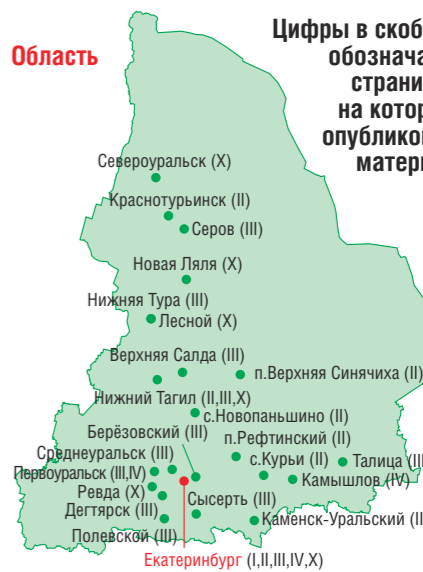 Цифры в скоб
обознача
Область
страни
на котор
опубликов
матери
Североуральск (X)
Краснотурьинск (II)
Серов (III)
Новая Ляля (X)
Нижняя Тура (III)
Лесной (X)
Верхняя Салда (III)
п.Верхняя Синячиха (II)
Нижний Тагил (II,III,X)
с.Новопаньшино (II)
Берёзовский (III)
п.Рефтинский (II)
Среднеуральск (III)
с.Курьи (II)
Талица (III
Первоуральск (III,IV)
Камышлов (IV)
Ревда (X)
Сысерть (III)
Дегтярск (III)
Каменск-Уральский (II
Полевской (III)
Екатеринбург (I,II,III,IV,X)